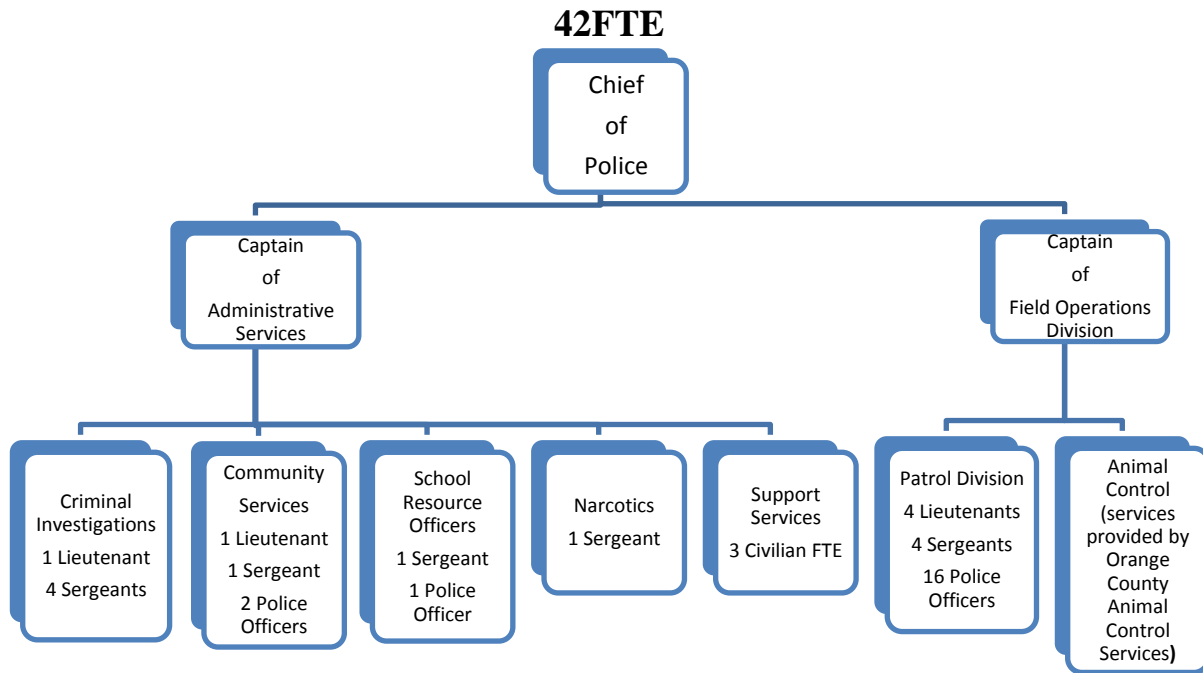 42FTE
Chief
of
Police
Captain
of
Administrative
Services
Captain
of
Field Operations
Division
Criminal
Investigations
1 Lieutenant
4 Sergeants
Community
Services
1 Lieutenant
1 Sergeant
2 Police
Officers
School
Resource
Officers
1 Sergeant
1 Police
Officer
Narcotics
1 Sergeant
Support
Services
3 Civilian FTE
Patrol Division
4 Lieutenants
4 Sergeants
16 Police
Officers
Animal
Control
(services
provided by
Orange
County
Animal
Control
Services)